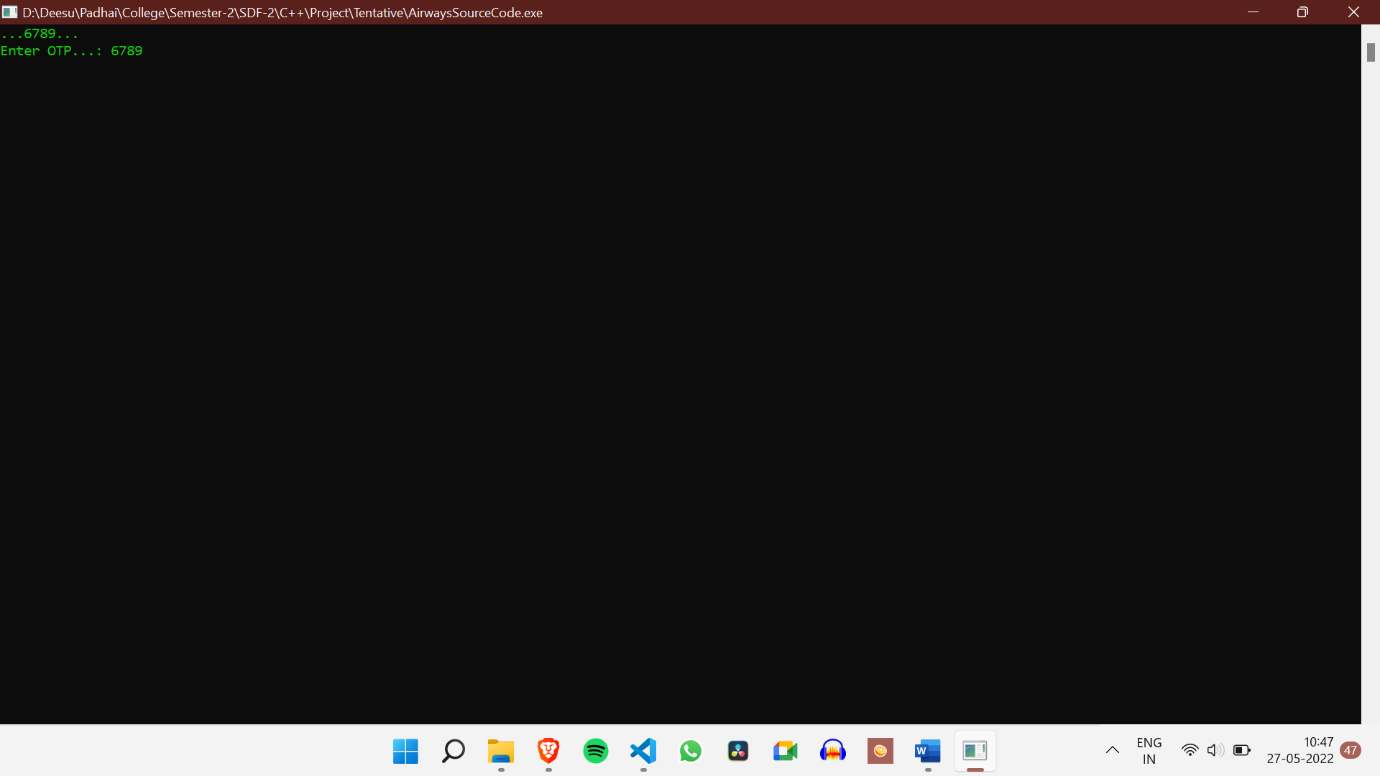 D:\Deesu\Padhai\College\Semester-2\SDF-2\C++\Project\Tentative\AirwaysSourceCode.exe
...6789...
Enter OTP...: 6789
ENG
IN
10:47
27-05-2022
47
W